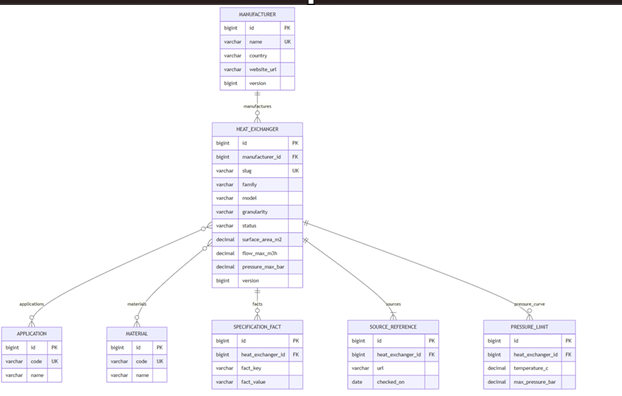 MANUFACTURER
bigint id PK
varchar name UK
varchar country
varchar website_url
bigint version
manufactures
HEAT_EXCHANGER
bigint id PK
bigint manufacturer_id FK
varchar slug UK
varchar family
varchar model
varchar granularity
varchar status
decimal surface_area_m2
decimal flow_max_m3h
decimal pressure_max_bar
bigint version
applications
materials
facts
sources
pressure_curve
APPLICATION
bigint id PK
varchar code UK
varchar name
MATERIAL
bigint id PK
varchar code UK
varchar name
SPECIFICATION_FACT
bigint id PK
bigint heat_exchanger_id FK
varchar fact_key
varchar fact_value
SOURCE_REFERENCE
bigint id PK
bigint heat_exchanger_id FK
varchar url
date checked_on
PRESSURE_LIMIT
bigint id PK
bigint heat_exchanger_id FK
decimal temperature_c
decimal max_pressure_bar